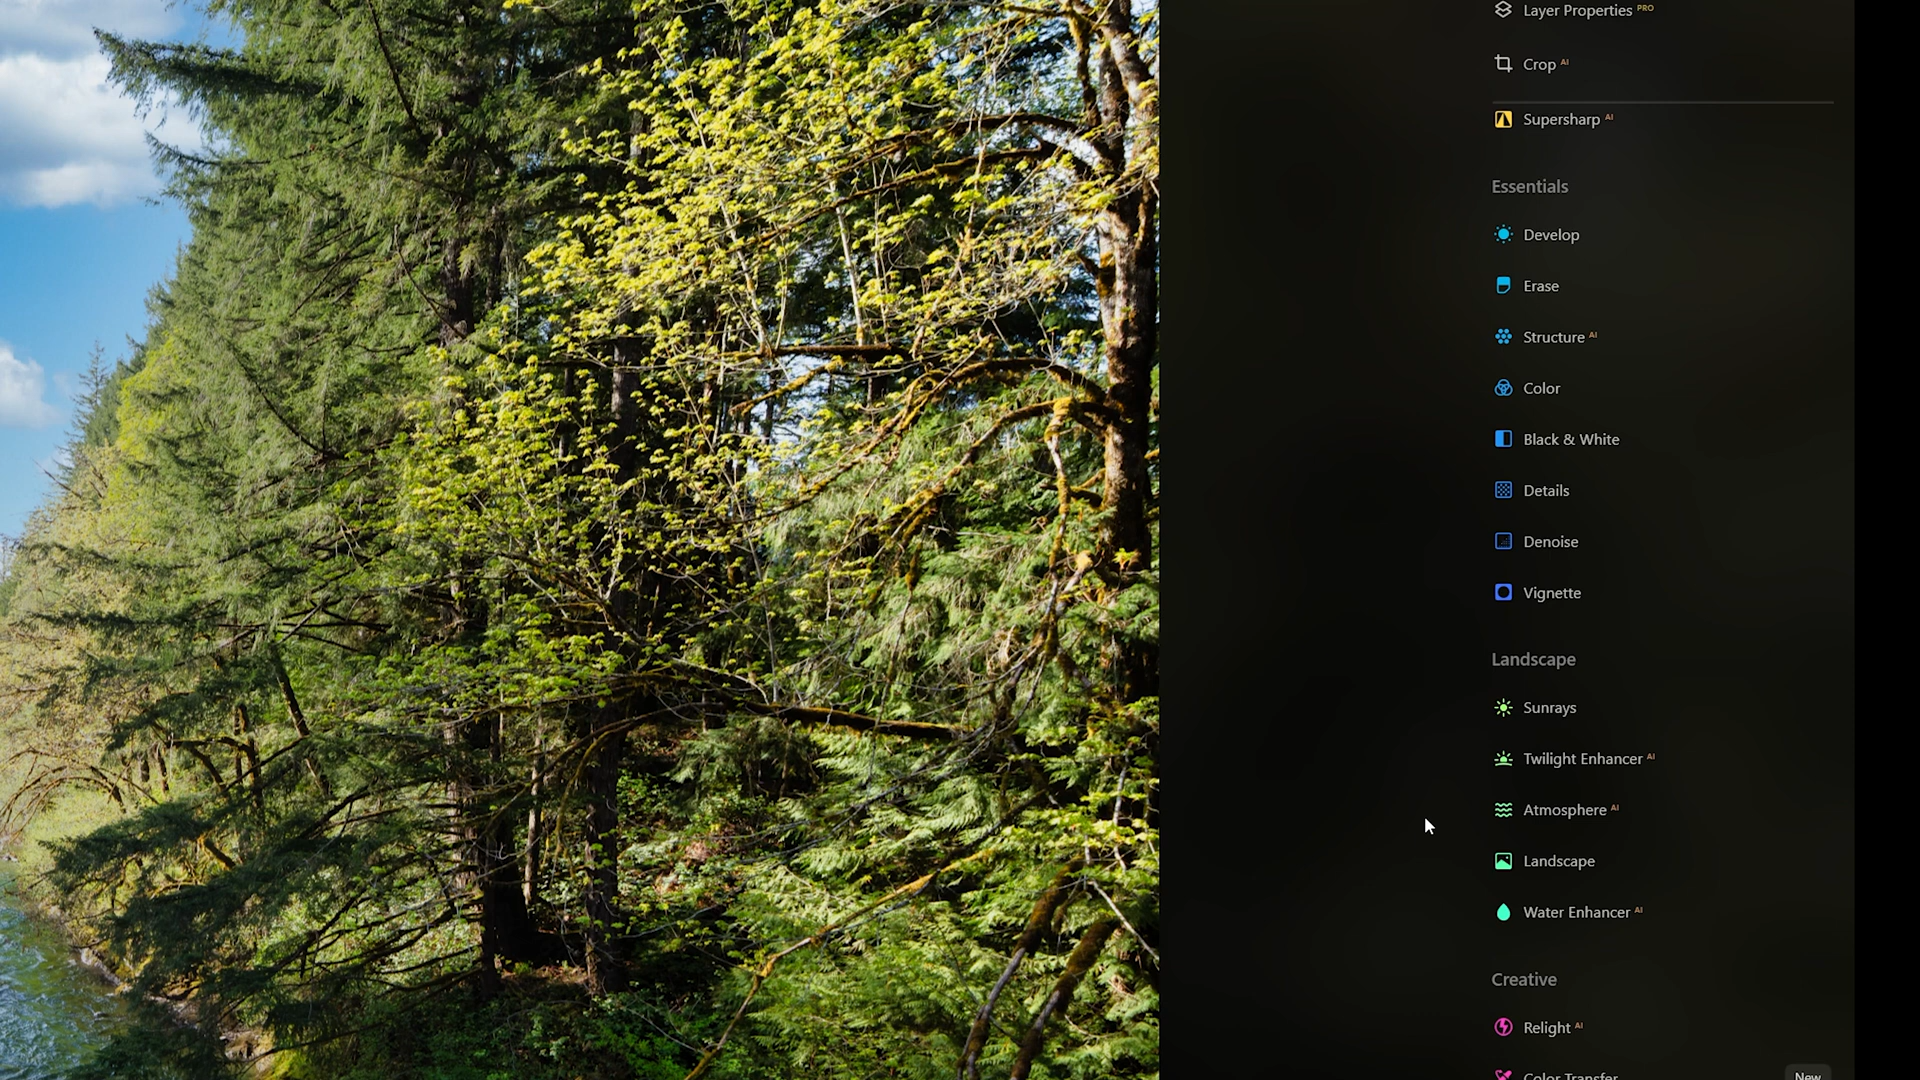 Layer Properties PRO
Crop AI
Supersharp AI
Essentials
Develop
Erase
Structure AI
Color
Black & White
Details
Denoise
Vignette
Landscape
Sunrays
Twilight Enhancer AI
Atmosphere AI
Landscape
Water Enhancer AI
Creative
Relight AI
Color Transfer New